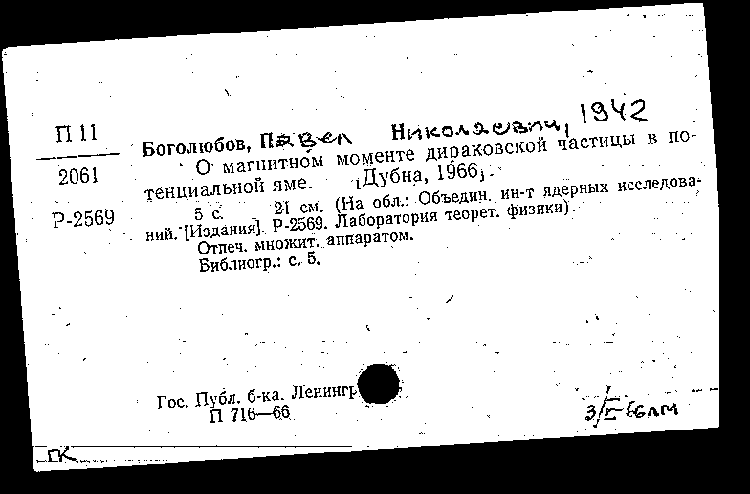 П 11
2061
Р-2569
Боголюбов, Павел Николаевич, 1942
О магнитном моменте дираковской частицы в по-
тенциальной яме. [Дубна, 1966].
5 с. 21 см. (На обл.: Объедин. ин-т ядерных исследова-
ний. [Издания]. Р-2569. Лаборатория теорет. физики).
Отпеч. множит. аппаратом.
Библиогр.: с. 5.
Гос. Публ. б-ка. Ленингр
П 716—66
ГК